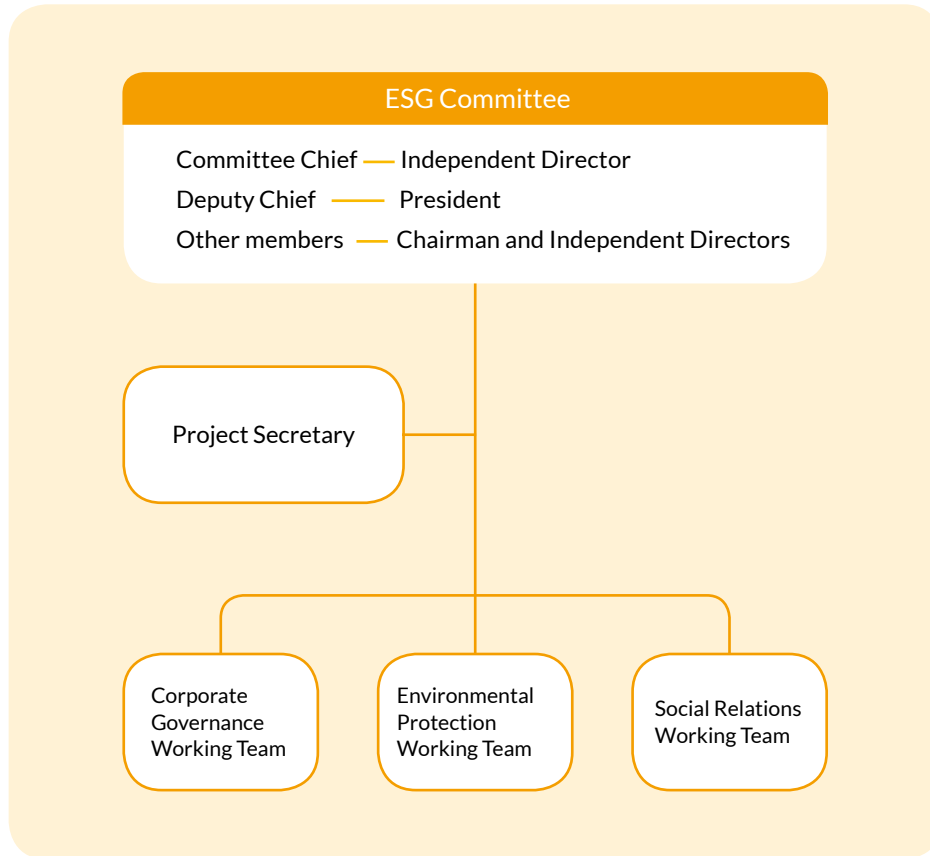 ESG Committee
Committee Chief — Independent Director
Deputy Chief — President
Other members — Chairman and Independent Directors
Project Secretary
Corporate
Governance
Working Team
Environmental
Protection
Working Team
Social Relations
Working Team